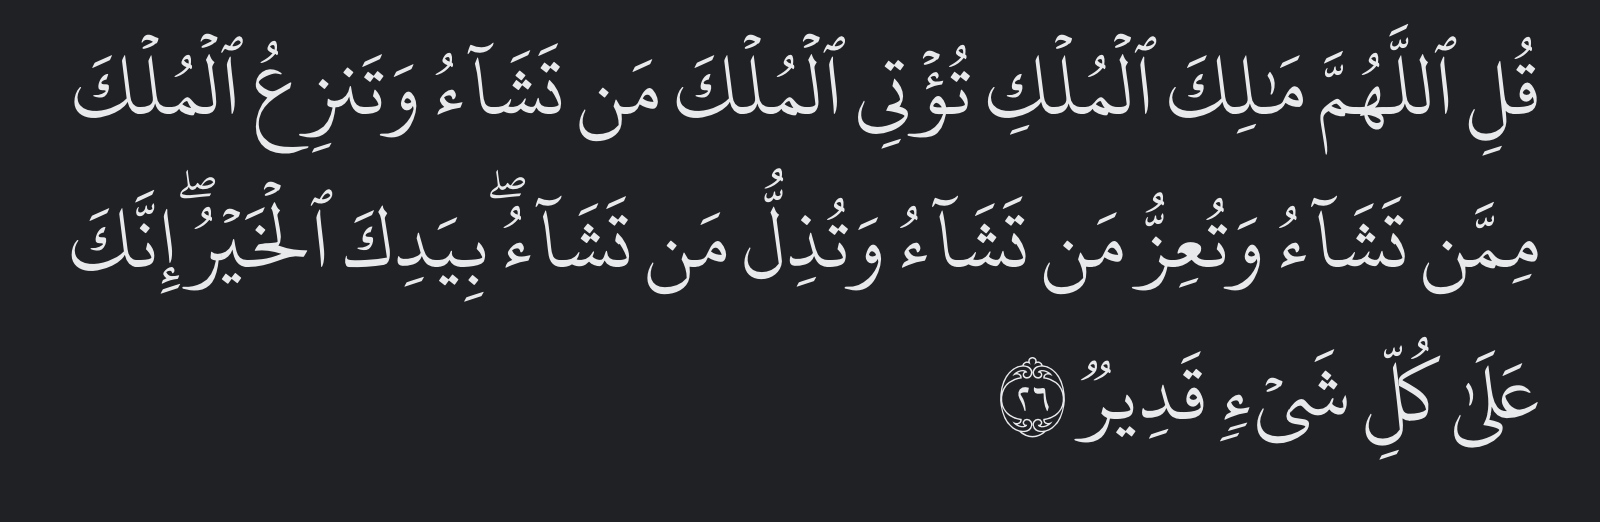 قُلِ ٱللَّهُمَّ مَـٰلِكَ ٱلْمُلْكِ تُؤْتِى ٱلْمُلْكَ مَن تَشَآءُ وَتَنزِعُ ٱلْمُلْكَ
مِمَّن تَشَآءُ وَتُعِزُّ مَن تَشَآءُ وَتُذِلُّ مَن تَشَآءُ ۖ بِيَدِكَ ٱلْخَيْرُ ۖ إِنَّكَ
عَلَىٰ كُلِّ شَىْءٍ قَدِيرٌ ٢٦